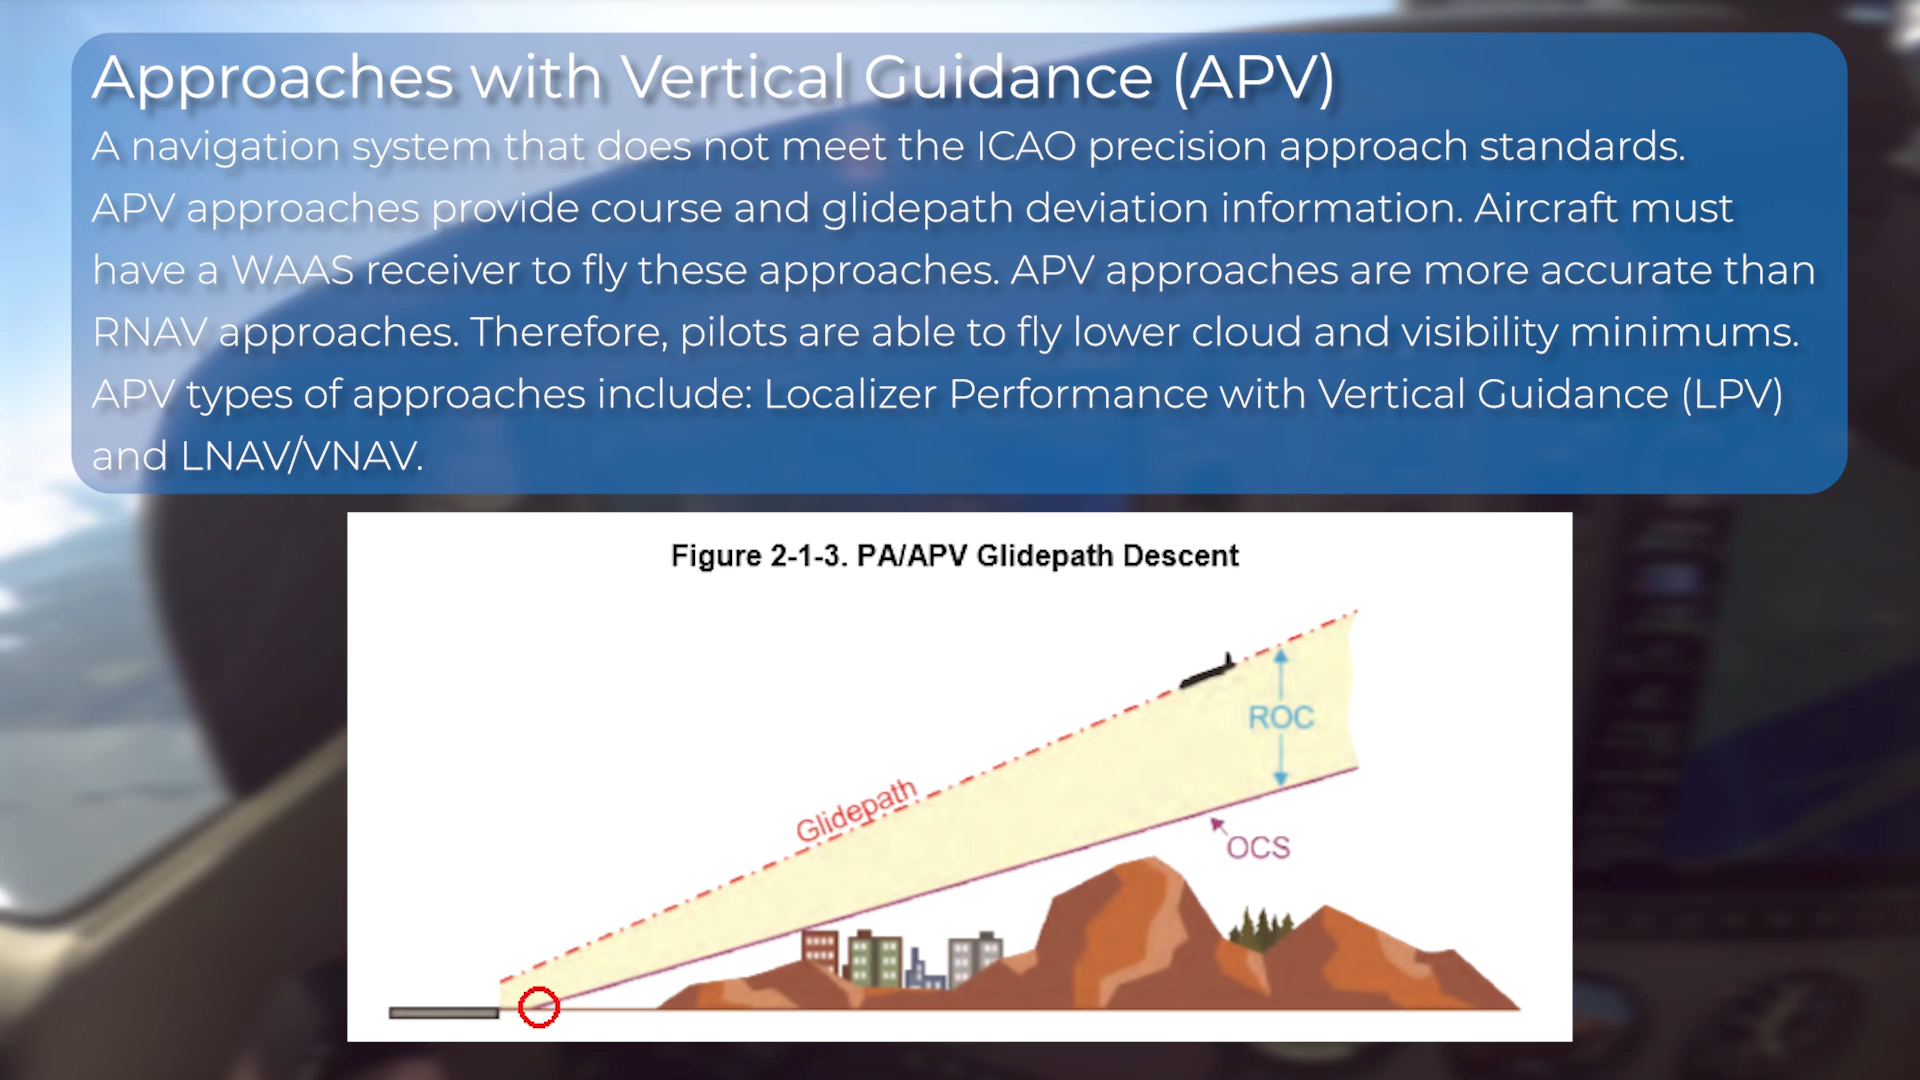 Approaches with Vertical Guidance (APV)
A navigation system that does not meet the ICAO precision approach standards.
APV approaches provide course and glidepath deviation information. Aircraft must
have a WAAS receiver to fly these approaches. APV approaches are more accurate than
RNAV approaches. Therefore, pilots are able to fly lower cloud and visibility minimums.
APV types of approaches include: Localizer Performance with Vertical Guidance (LPV)
and LNAV/VNAV.
Figure 2-1-3. PA/APV Glidepath Descent
ROC
Glidepath
OCS